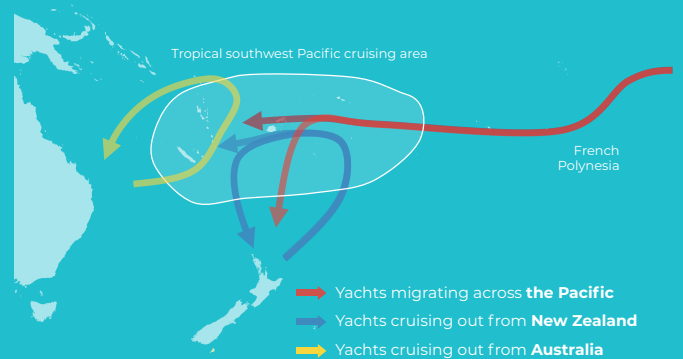 Tropical southwest Pacific cruising area
French
Polynesia
Yachts migrating across the Pacific
Yachts cruising out from New Zealand
Yachts cruising out from Australia